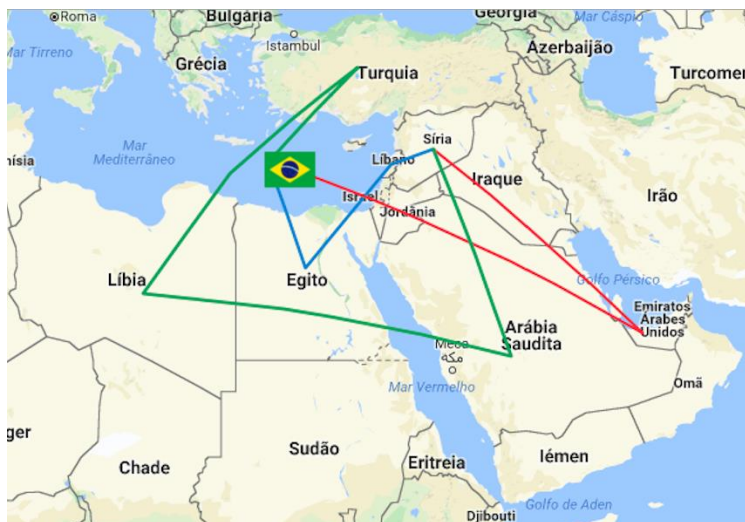 Roma
Bulgária
Geórgia
Mar Cáspio
Istambul
Azerbaijão
Mar Tirreno
Grécia
Turquia
Turcomer
Síria
Mar
Mediterrâneo
nísia
Líbano
Iraque
Irão
Israel
Jordânia
Líbia
Egito
Golfo Pérsico
Emiratos
Árabes
Unidos
Arábia
Saudita
Meca
مكة
Omã
Mar Vermelho
ger
Chade
Sudão
Eritreia
Iémen
Golfo de Aden
Djibouti